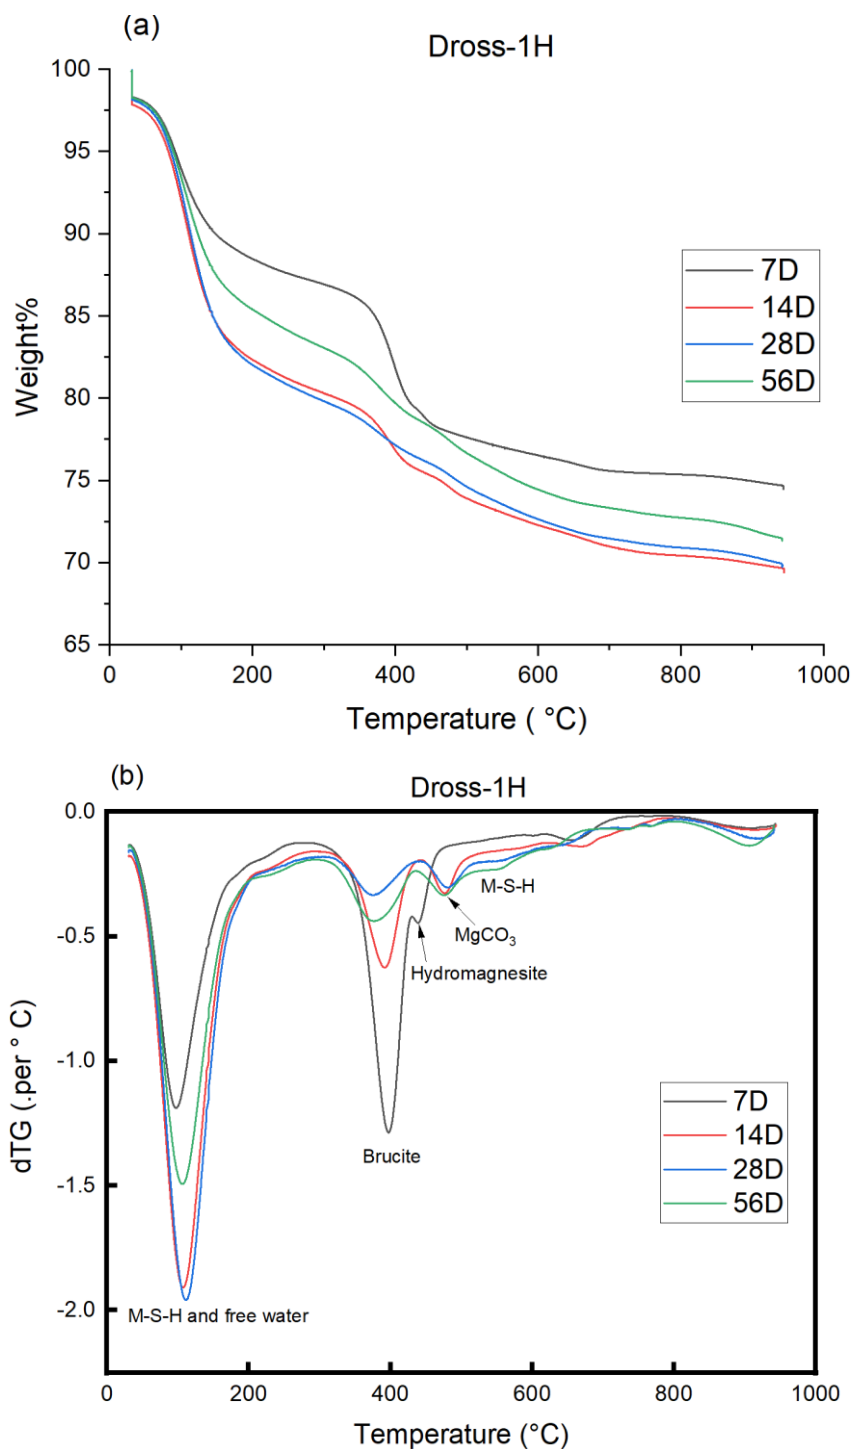 (a)
Dross-1H
100
95
90
85
80
75
70
65
Weight%
7D
14D
28D
56D
0
200
400
600
800
1000
Temperature ( °C)
(b)
Dross-1H
0.0
-0.5
-1.0
-1.5
-2.0
dTG (.per ° C)
M-S-H
MgCO₃
Hydromagnesite
Brucite
M-S-H and free water
7D
14D
28D
56D
0
200
400
600
800
1000
Temperature (°C)